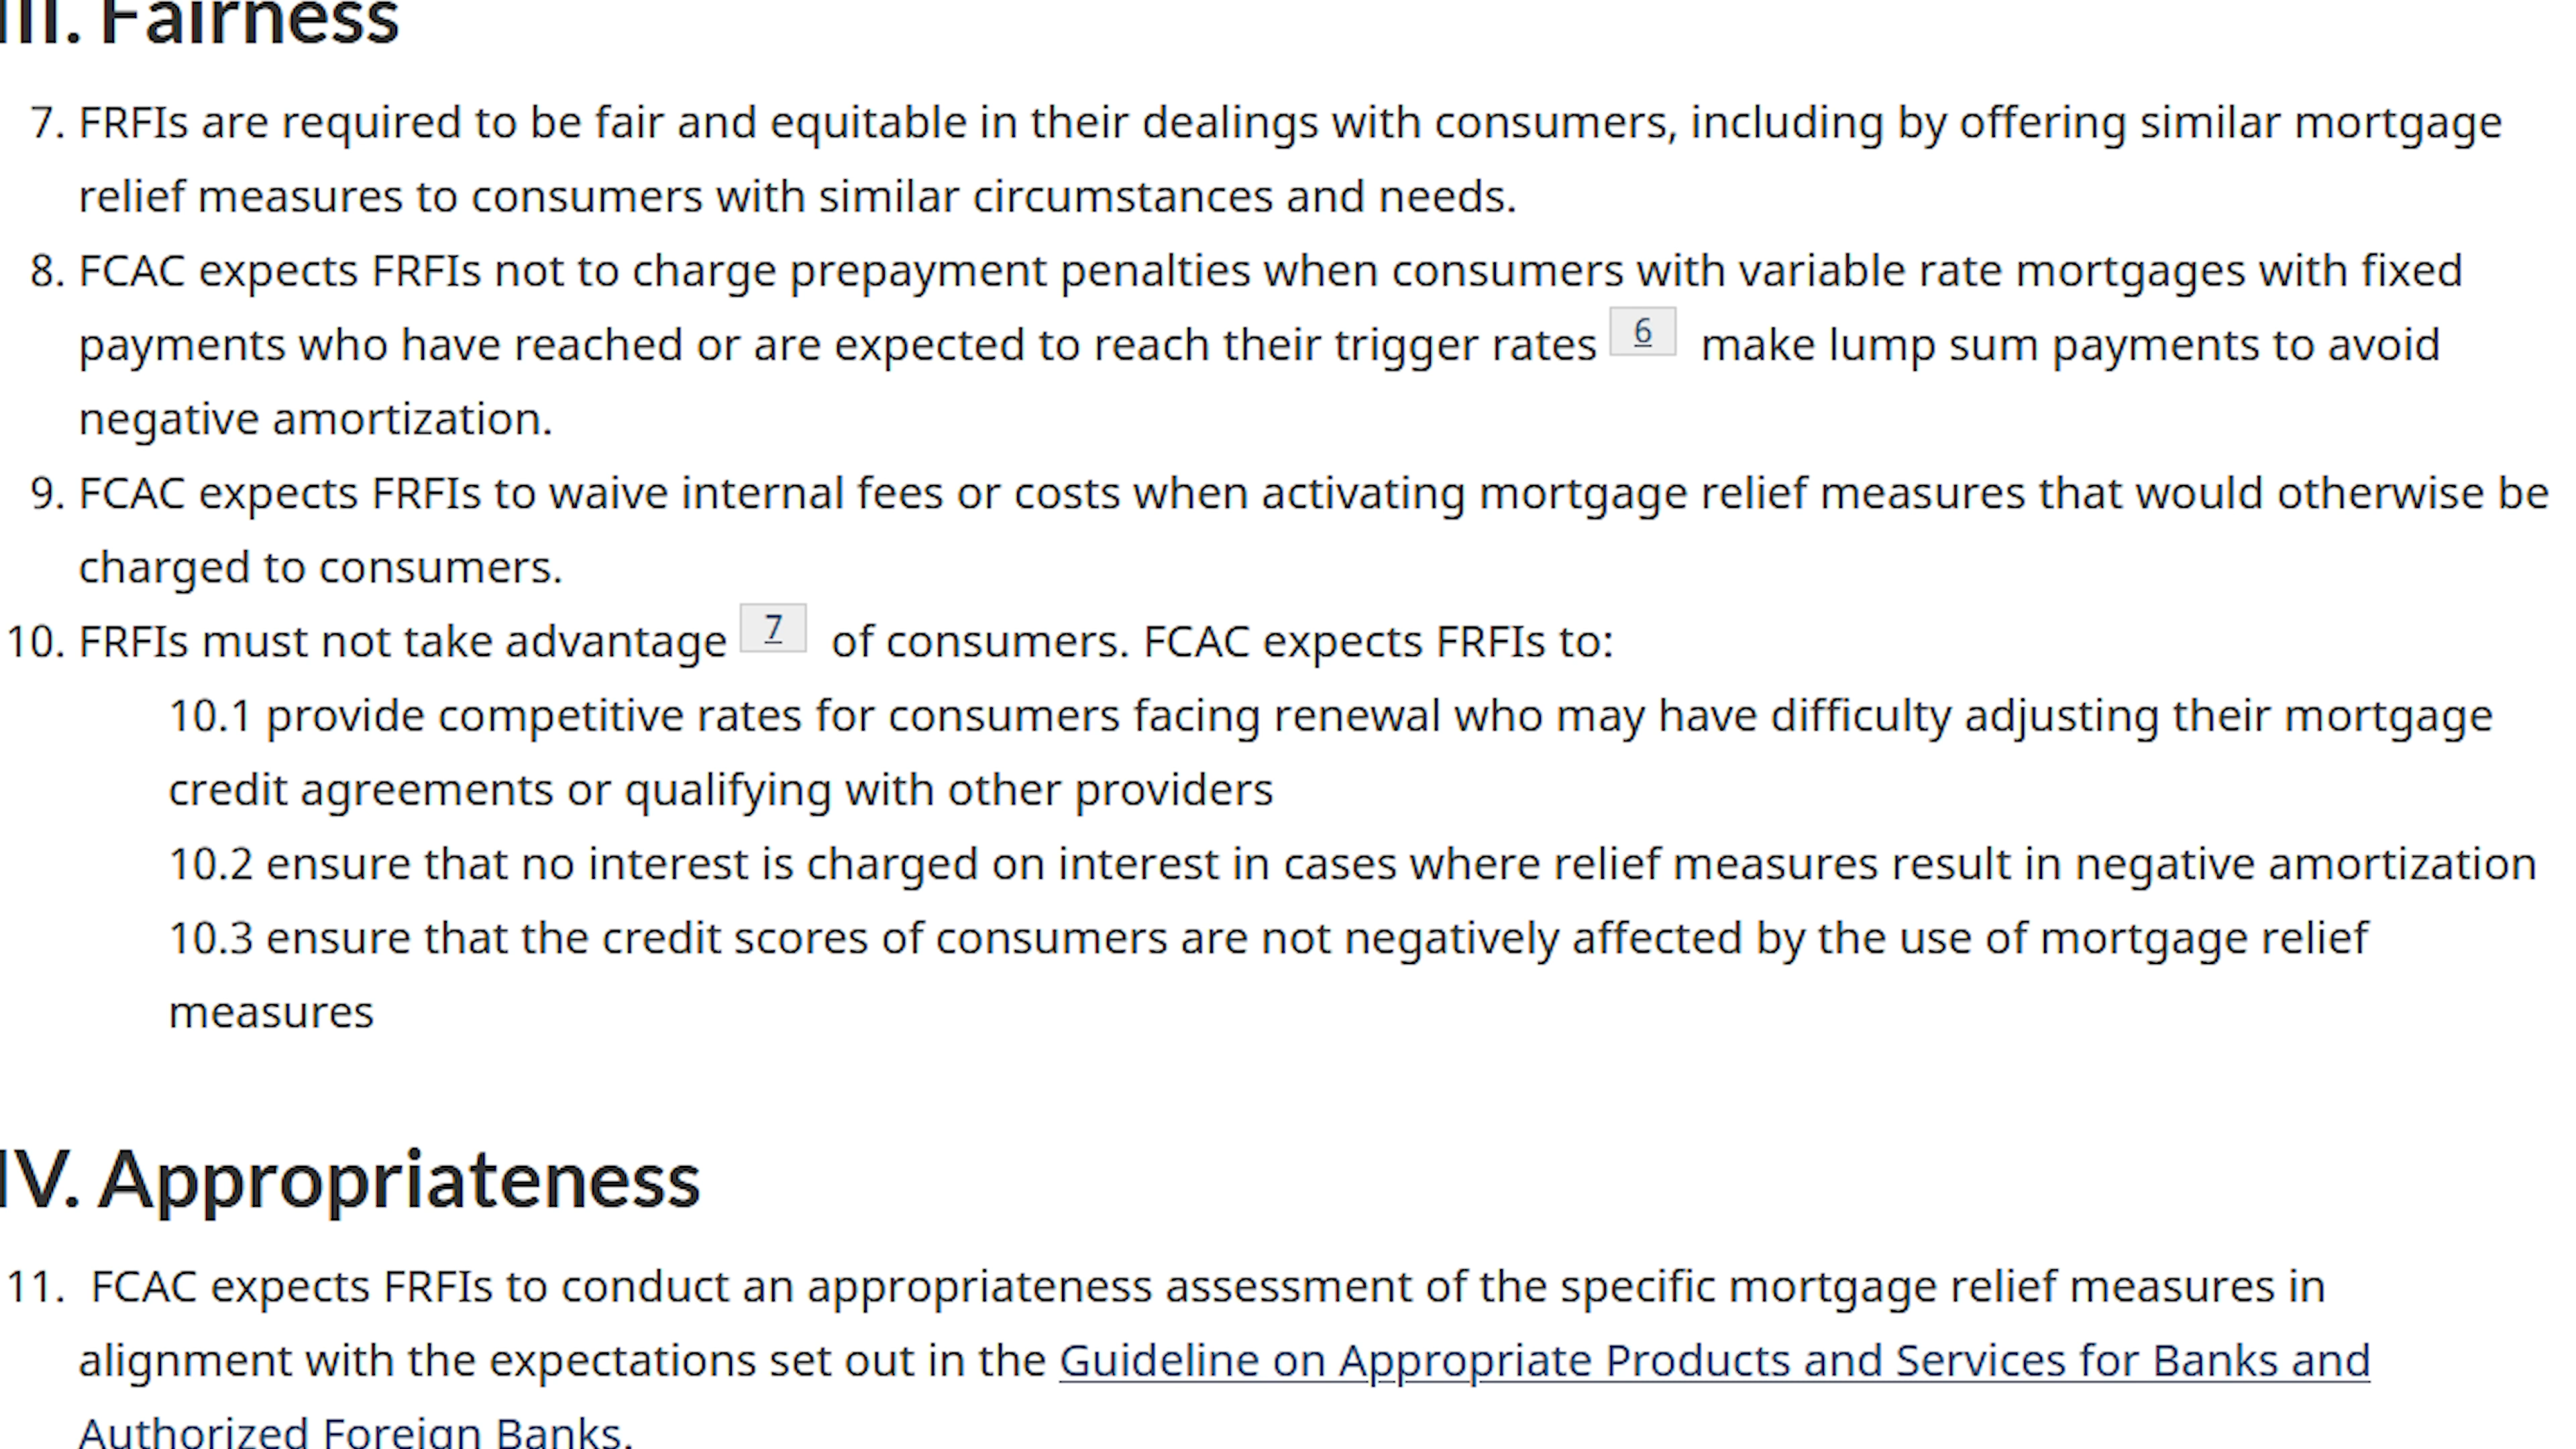 III. Fairness
7. FRFIs are required to be fair and equitable in their dealings with consumers, including by offering similar mortgage
relief measures to consumers with similar circumstances and needs.
8. FCAC expects FRFIs not to charge prepayment penalties when consumers with variable rate mortgages with fixed
payments who have reached or are expected to reach their trigger rates 6 make lump sum payments to avoid
negative amortization.
9. FCAC expects FRFIs to waive internal fees or costs when activating mortgage relief measures that would otherwise be
charged to consumers.
10. FRFIs must not take advantage 7 of consumers. FCAC expects FRFIs to:
10.1 provide competitive rates for consumers facing renewal who may have difficulty adjusting their mortgage
credit agreements or qualifying with other providers
10.2 ensure that no interest is charged on interest in cases where relief measures result in negative amortization
10.3 ensure that the credit scores of consumers are not negatively affected by the use of mortgage relief
measures
IV. Appropriateness
11. FCAC expects FRFIs to conduct an appropriateness assessment of the specific mortgage relief measures in
alignment with the expectations set out in the Guideline on Appropriate Products and Services for Banks and
Authorized Foreign Banks.